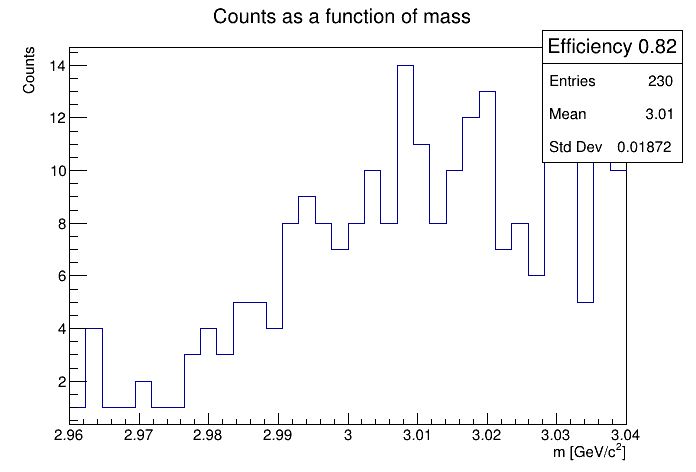 Counts as a function of mass
Efficiency 0.82
Entries 230
Mean 3.01
Std Dev 0.01872
Counts
14
12
10
8
6
4
2
2.96 2.97 2.98 2.99 3 3.01 3.02 3.03 3.04
m [GeV/c²]